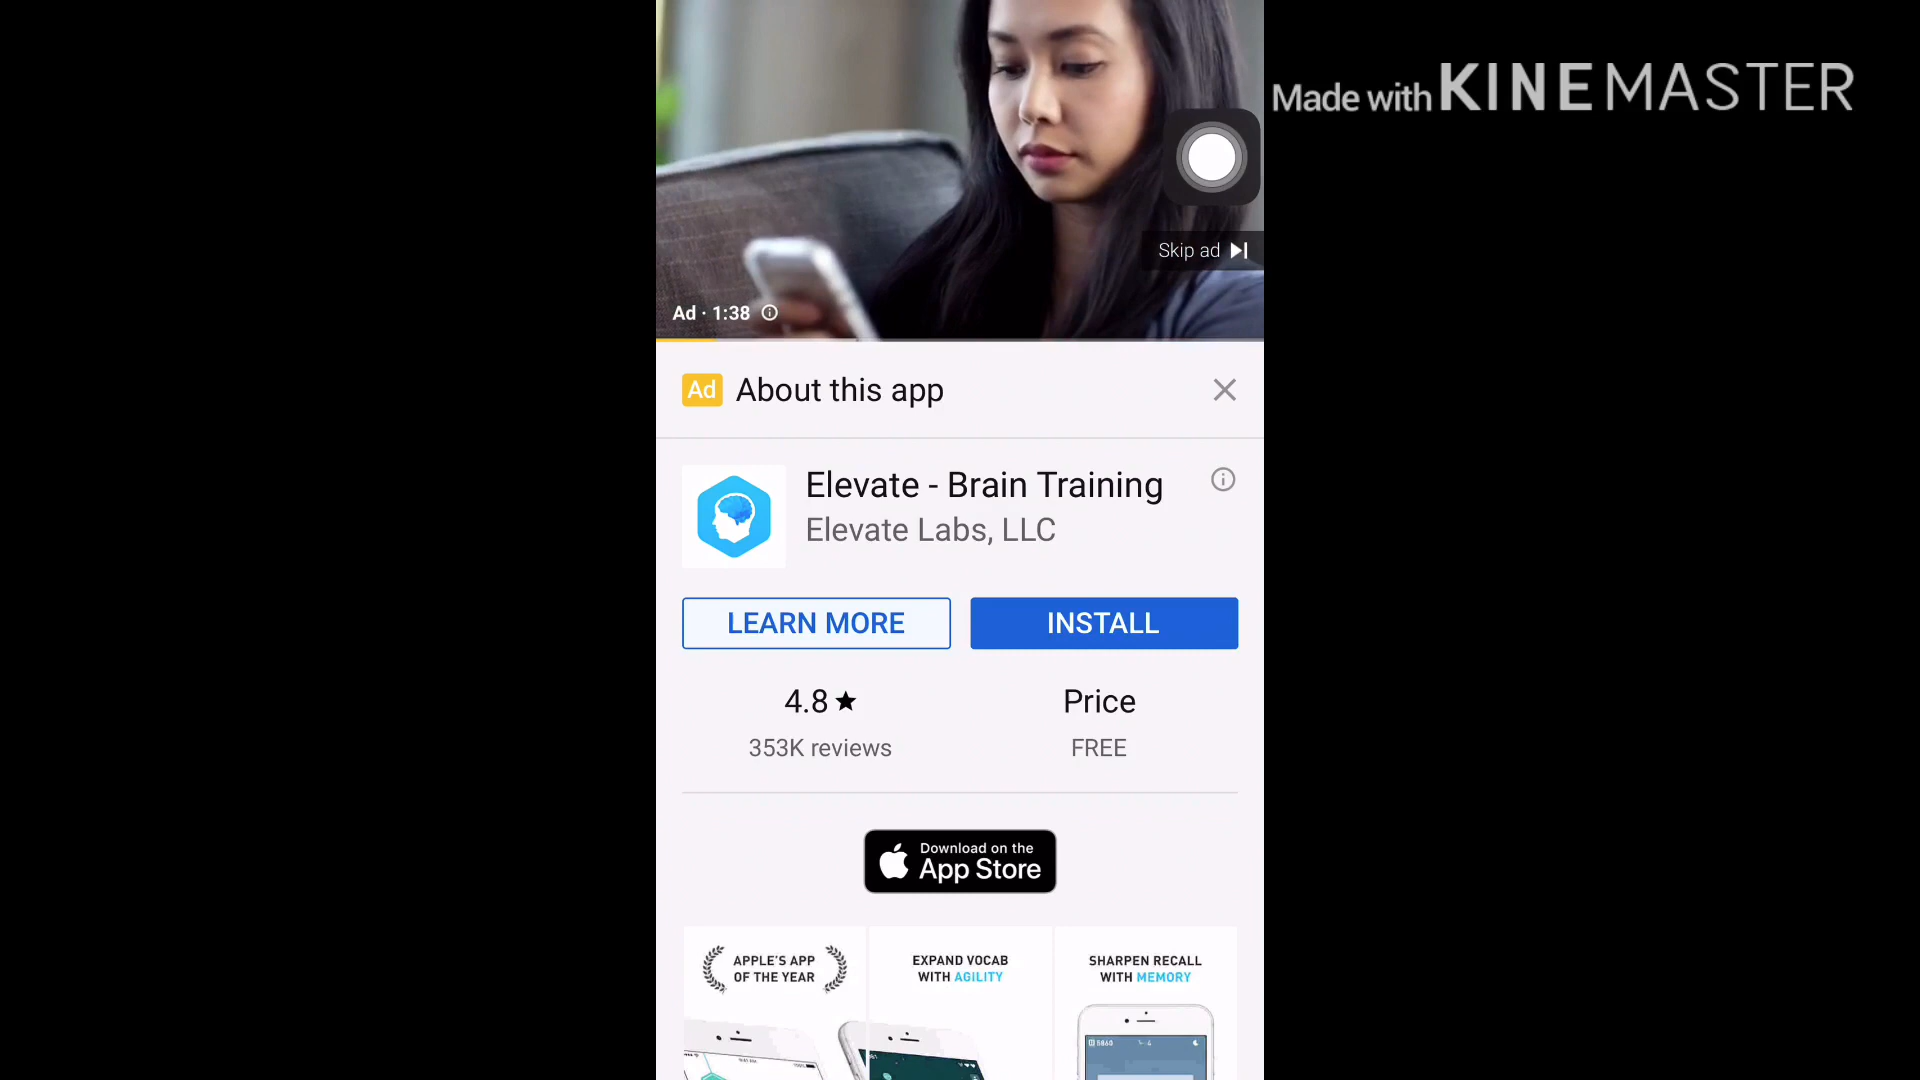 Made with KINEMASTER
Skip ad
Ad · 1:38
Ad About this app
Elevate - Brain Training
Elevate Labs, LLC
LEARN MORE
INSTALL
4.8★
Price
353K reviews
FREE
Download on the
App Store
APPLE'S APP
OF THE YEAR
EXPAND VOCAB
WITH AGILITY
SHARPEN RECALL
WITH MEMORY